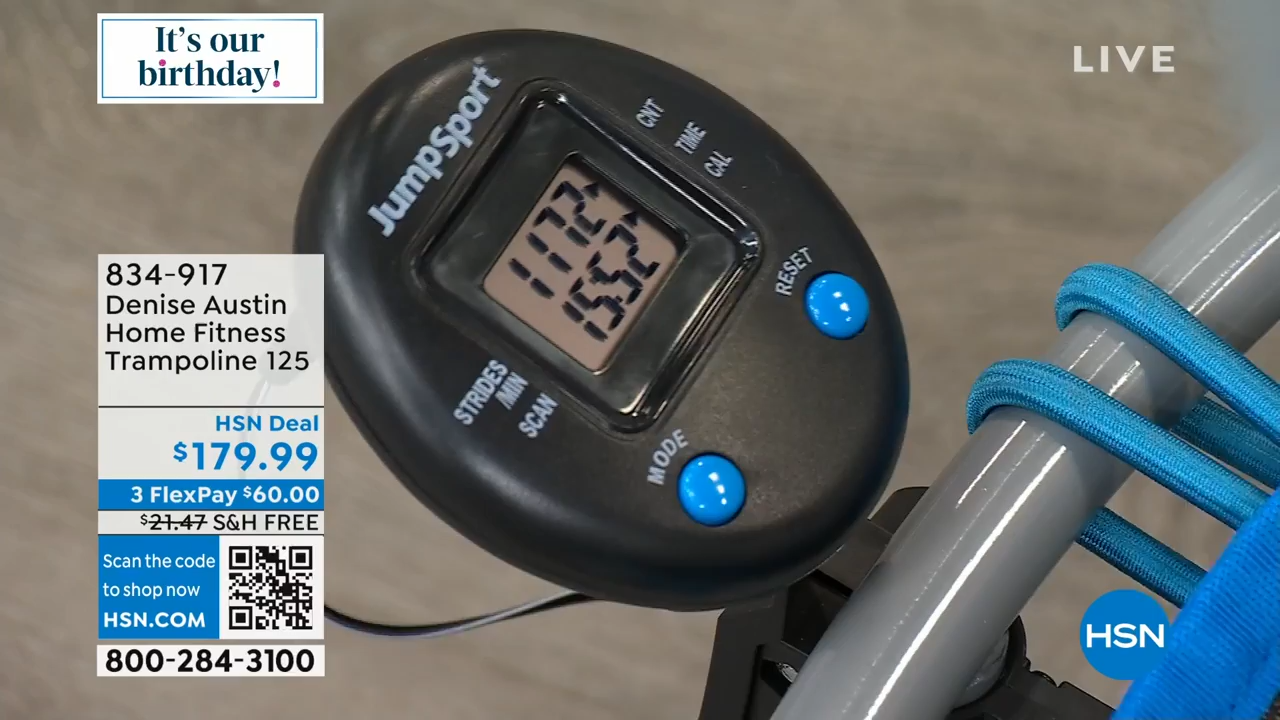 It's our
birthday!
LIVE
834-917
Denise Austin
Home Fitness
Trampoline 125
HSN Deal
$179.99
3 FlexPay $60.00
$21.47 S&H FREE
Scan the code
to shop now
HSN.COM
800-284-3100
JumpSport
CNT
TIME
CAL
1172
RESET
STRIDES
/MIN
SCAN
MODE
HSN